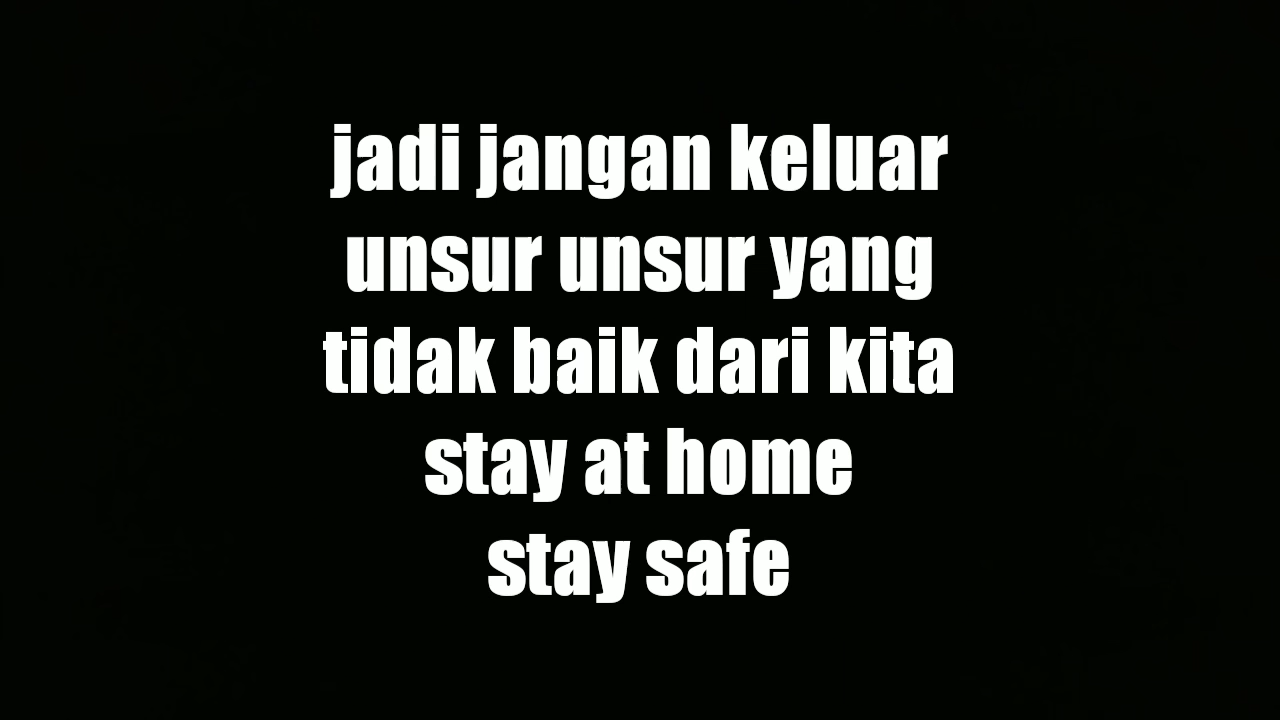 jadi jangan keluar
unsur unsur yang
tidak baik dari kita
stay at home
stay safe